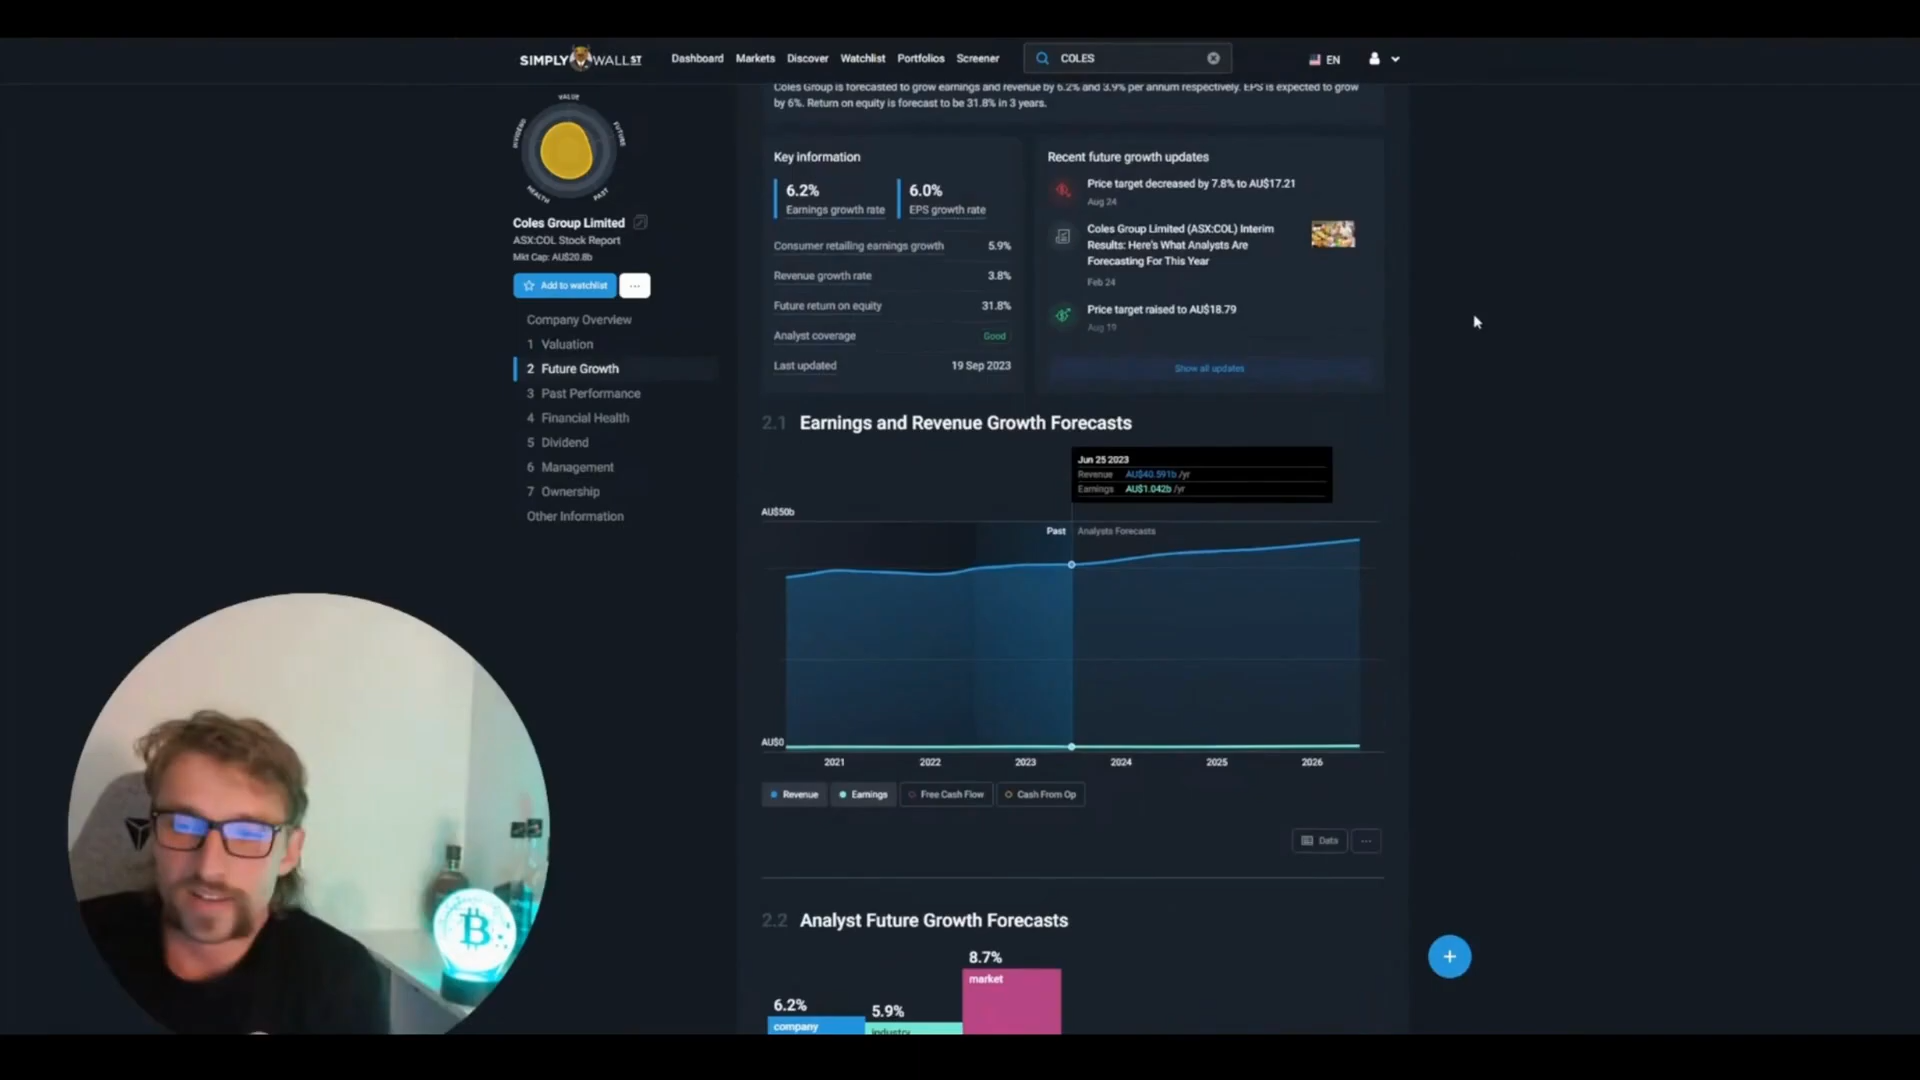 SIMPLY WALL ST
Dashboard
Markets
Discover
Watchlist
Portfolios
Screener
COLES
EN
Coles Group is forecasted to grow earnings and revenue by 6.2% and 3.9% per annum respectively. EPS is expected to grow
by 6%. Return on equity is forecast to be 31.8% in 3 years.
VALUE
FUTURE
PAST
HEALTH
DIVIDEND
Coles Group Limited
ASX:COL Stock Report
Mkt Cap: AU$20.8b
Add to watchlist
...
Company Overview
1 Valuation
2 Future Growth
3 Past Performance
4 Financial Health
5 Dividend
6 Management
7 Ownership
Other Information
Key information
6.2%
Earnings growth rate
6.0%
EPS growth rate
Consumer retailing earnings growth 5.9%
Revenue growth rate 3.8%
Future return on equity 31.8%
Analyst coverage Good
Last updated 19 Sep 2023
Recent future growth updates
Price target decreased by 7.8% to AU$17.21
Aug 24
Coles Group Limited (ASX:COL) Interim
Results: Here's What Analysts Are
Forecasting For This Year
Feb 24
Price target raised to AU$18.79
Aug 19
Show all updates
2.1 Earnings and Revenue Growth Forecasts
Jun 25 2023
Revenue AU$40.591b /yr
Earnings AU$1.042b /yr
AU$50b
Past
Analysts Forecasts
AU$0
2021
2022
2023
2024
2025
2026
Revenue
Earnings
Free Cash Flow
Cash From Op
Data
...
2.2 Analyst Future Growth Forecasts
6.2%
company
5.9%
industry
8.7%
market
B
+